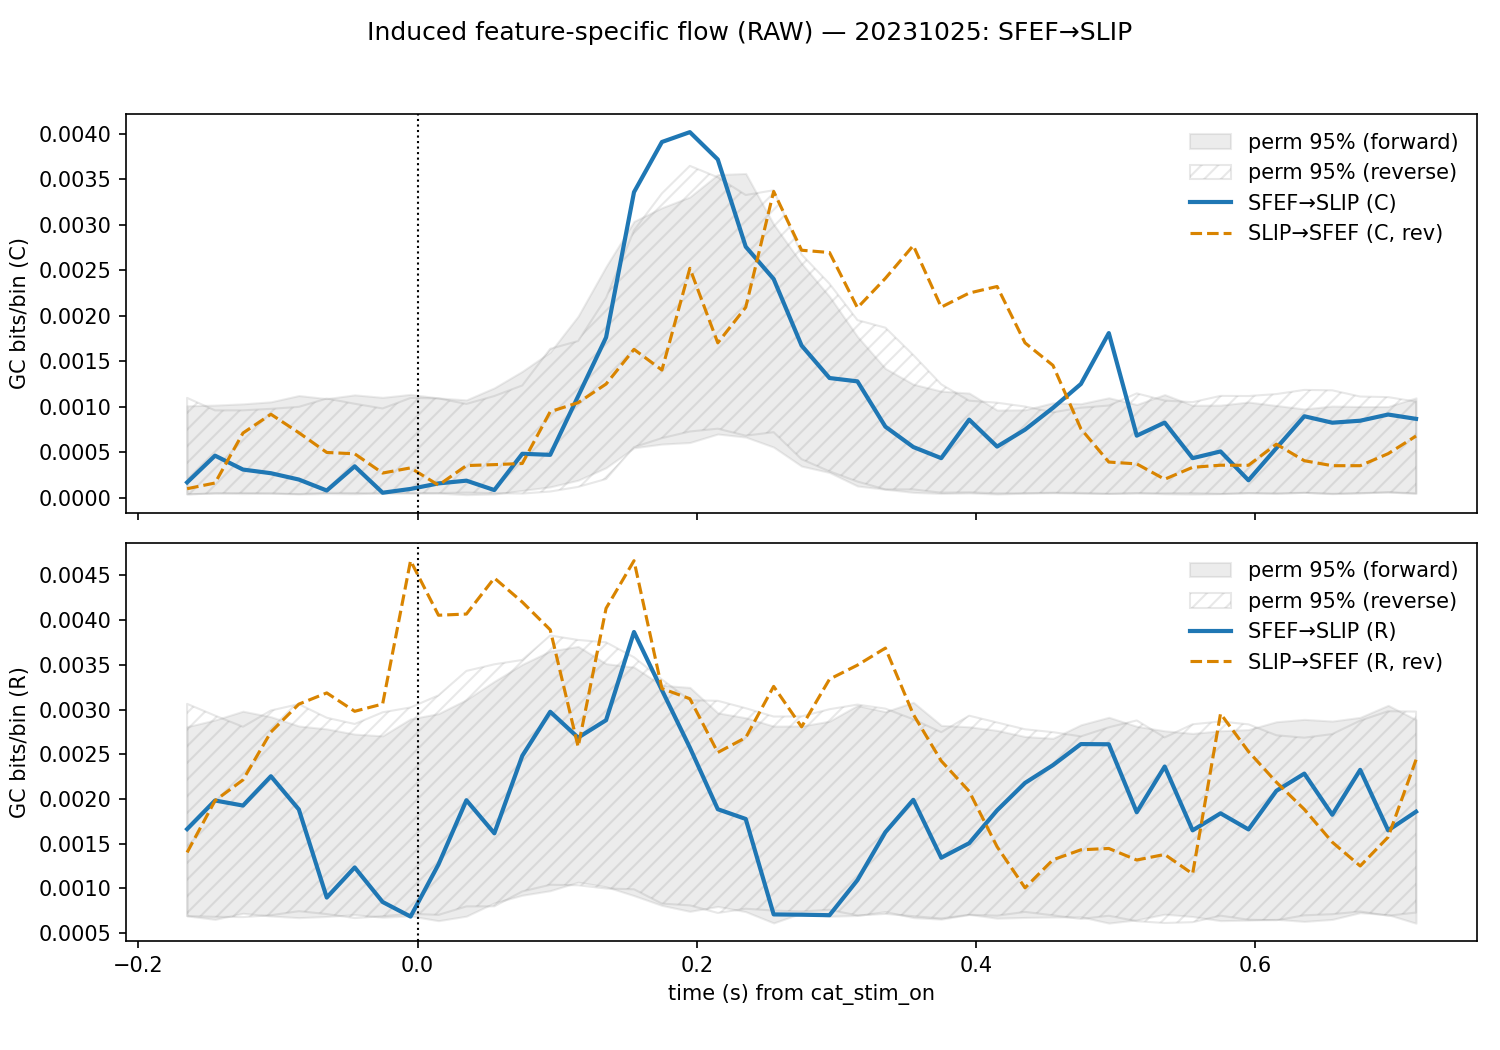 Induced feature-specific flow (RAW) — 20231025: SFEF→SLIP
GC bits/bin (C)
0.0040
0.0035
0.0030
0.0025
0.0020
0.0015
0.0010
0.0005
0.0000
perm 95% (forward)
perm 95% (reverse)
SFEF→SLIP (C)
SLIP→SFEF (C, rev)
GC bits/bin (R)
0.0045
0.0040
0.0035
0.0030
0.0025
0.0020
0.0015
0.0010
0.0005
perm 95% (forward)
perm 95% (reverse)
SFEF→SLIP (R)
SLIP→SFEF (R, rev)
−0.2 0.0 0.2 0.4 0.6
time (s) from cat_stim_on